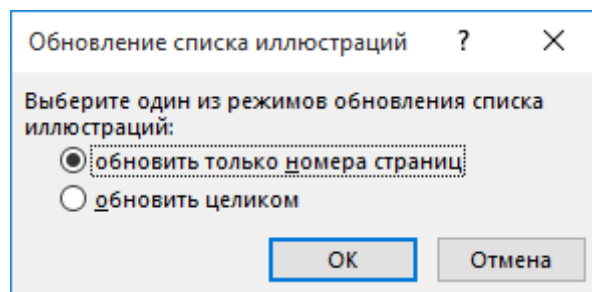 Обновление списка иллюстраций ?
Выберите один из режимов обновления списка
иллюстраций:
обновить только номера страниц
обновить целиком
ОК Отмена